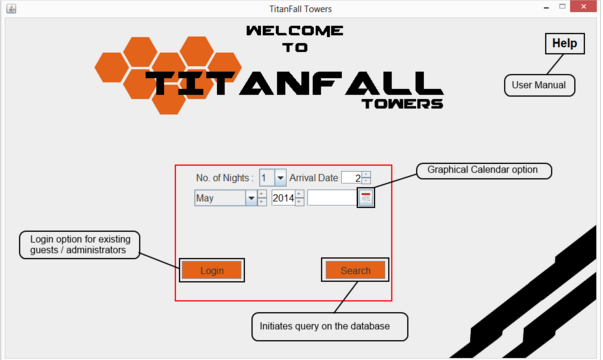 TitanFall Towers
WELCOME
TO
TITANFALL
TOWERS
Help
User Manual
Graphical Calendar option
No. of Nights : 1 Arrival Date 2
May 2014
Login option for existing
guests / administrators
Login
Search
Initiates query on the database